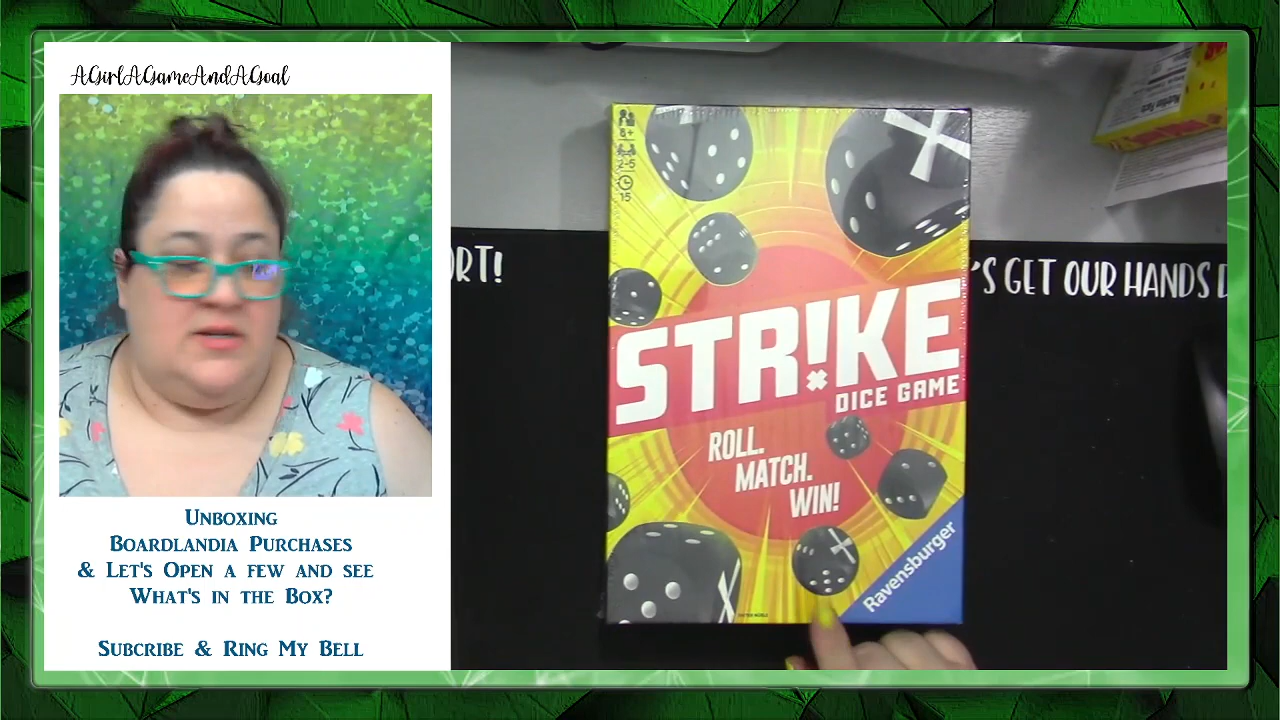 AGirlAGameAndAGoal
Unboxing
Boardlandia Purchases
& Let's Open a few and see
What's in the Box?
Subcribe & Ring My Bell
ORT!
'S GET OUR HANDS D
8+
2-5
15
STR!KE
DICE GAME
ROLL.
MATCH.
WIN!
Ravensburger